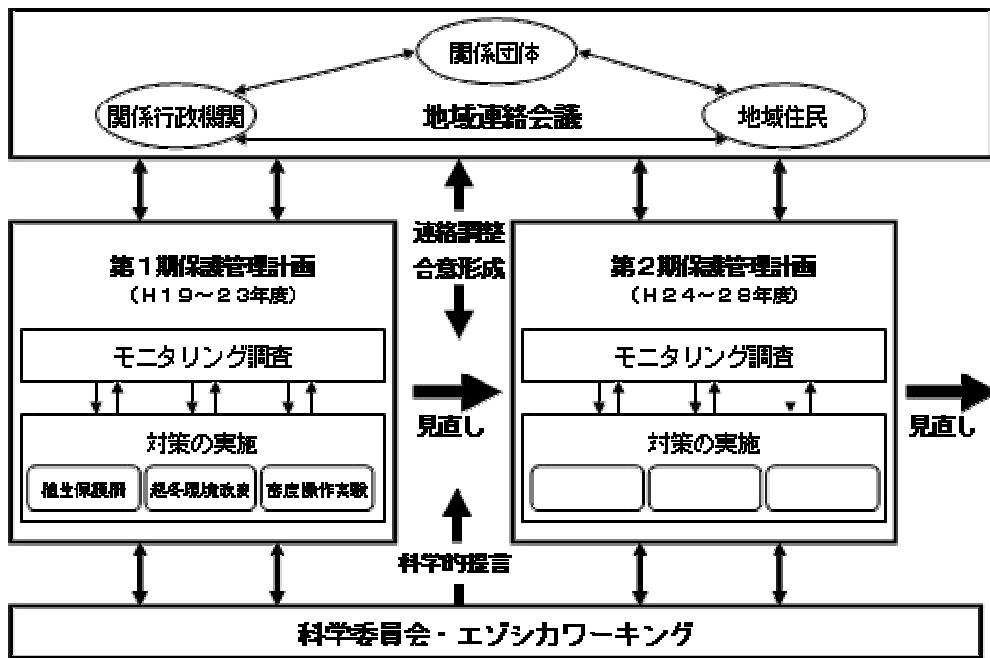 関係団体
関係行政機関
地域連絡会議
地域住民
連絡調整
合意形成
第1期保護管理計画
(H19~23年度)
モニタリング調査
対策の実施
植生保護柵
越冬環境改変
密度操作実験
見直し
第2期保護管理計画
(H24~28年度)
モニタリング調査
対策の実施
見直し
科学的提言
科学委員会・エゾシカワーキング